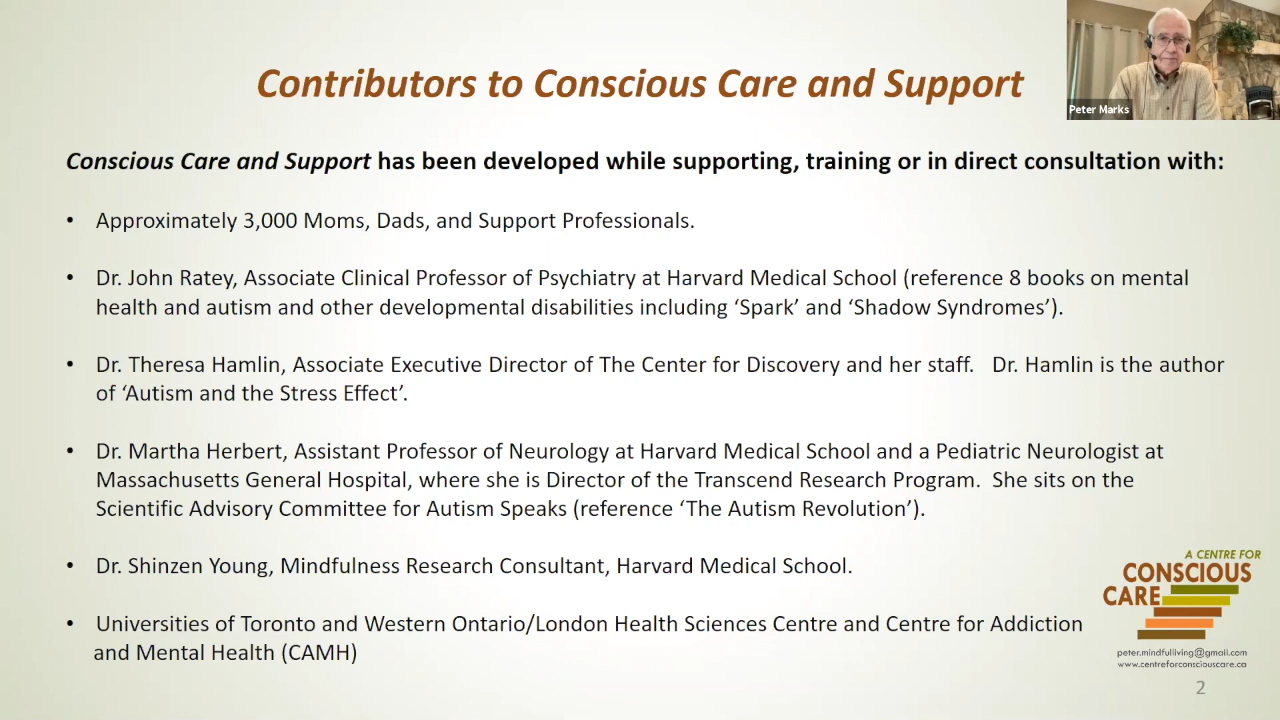 Contributors to Conscious Care and Support
Peter Marks
Conscious Care and Support has been developed while supporting, training or in direct consultation with:
• Approximately 3,000 Moms, Dads, and Support Professionals.
• Dr. John Ratey, Associate Clinical Professor of Psychiatry at Harvard Medical School (reference 8 books on mental
health and autism and other developmental disabilities including ‘Spark’ and ‘Shadow Syndromes’).
• Dr. Theresa Hamlin, Associate Executive Director of The Center for Discovery and her staff.   Dr. Hamlin is the author
of ‘Autism and the Stress Effect’.
• Dr. Martha Herbert, Assistant Professor of Neurology at Harvard Medical School and a Pediatric Neurologist at
Massachusetts General Hospital, where she is Director of the Transcend Research Program.  She sits on the
Scientific Advisory Committee for Autism Speaks (reference ‘The Autism Revolution’).
• Dr. Shinzen Young, Mindfulness Research Consultant, Harvard Medical School.
• Universities of Toronto and Western Ontario/London Health Sciences Centre and Centre for Addiction
and Mental Health (CAMH)
A CENTRE FOR
CONSCIOUS
CARE
peter.mindfulliving@gmail.com
www.centreforconsciouscare.ca
2